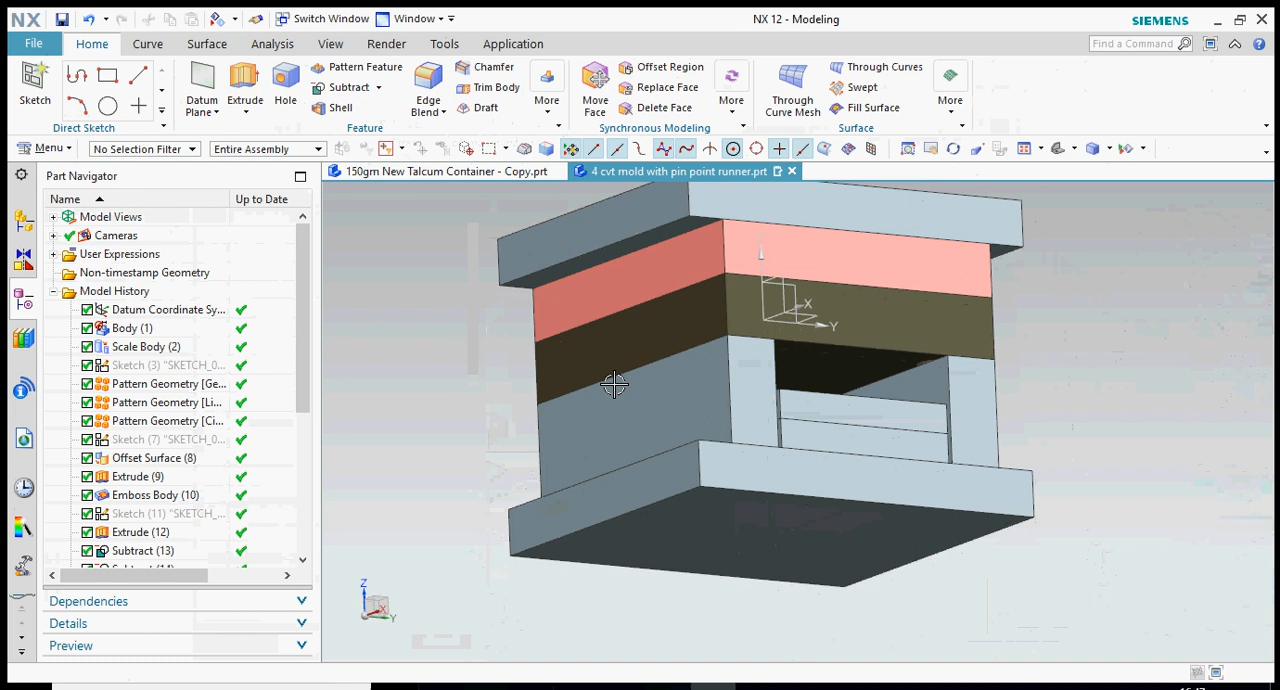 NX
Switch Window
Window
NX 12 - Modeling
SIEMENS
File
Home
Curve
Surface
Analysis
View
Render
Tools
Application
Find a Command
Sketch
Direct Sketch
Datum
Plane
Extrude
Hole
Pattern Feature
Subtract
Shell
Edge
Blend
Chamfer
Trim Body
Draft
More
Feature
Move
Face
Offset Region
Replace Face
Delete Face
More
Synchronous Modeling
Through
Curve Mesh
Through Curves
Swept
Fill Surface
More
Surface
Menu
No Selection Filter
Entire Assembly
Part Navigator
150gm New Talcum Container - Copy.prt
4 cvt mold with pin point runner.prt
Name
Up to Date
Model Views
Cameras
User Expressions
Non-timestamp Geometry
Model History
Datum Coordinate Sy...
Body (1)
Scale Body (2)
Sketch (3) "SKETCH_0...
Pattern Geometry [Ge...
Pattern Geometry [Li...
Pattern Geometry [Ci...
Sketch (7) "SKETCH_0...
Offset Surface (8)
Extrude (9)
Emboss Body (10)
Sketch (11) "SKETCH_...
Extrude (12)
Subtract (13)
Dependencies
Details
Preview
X
Y
Z
X
Y